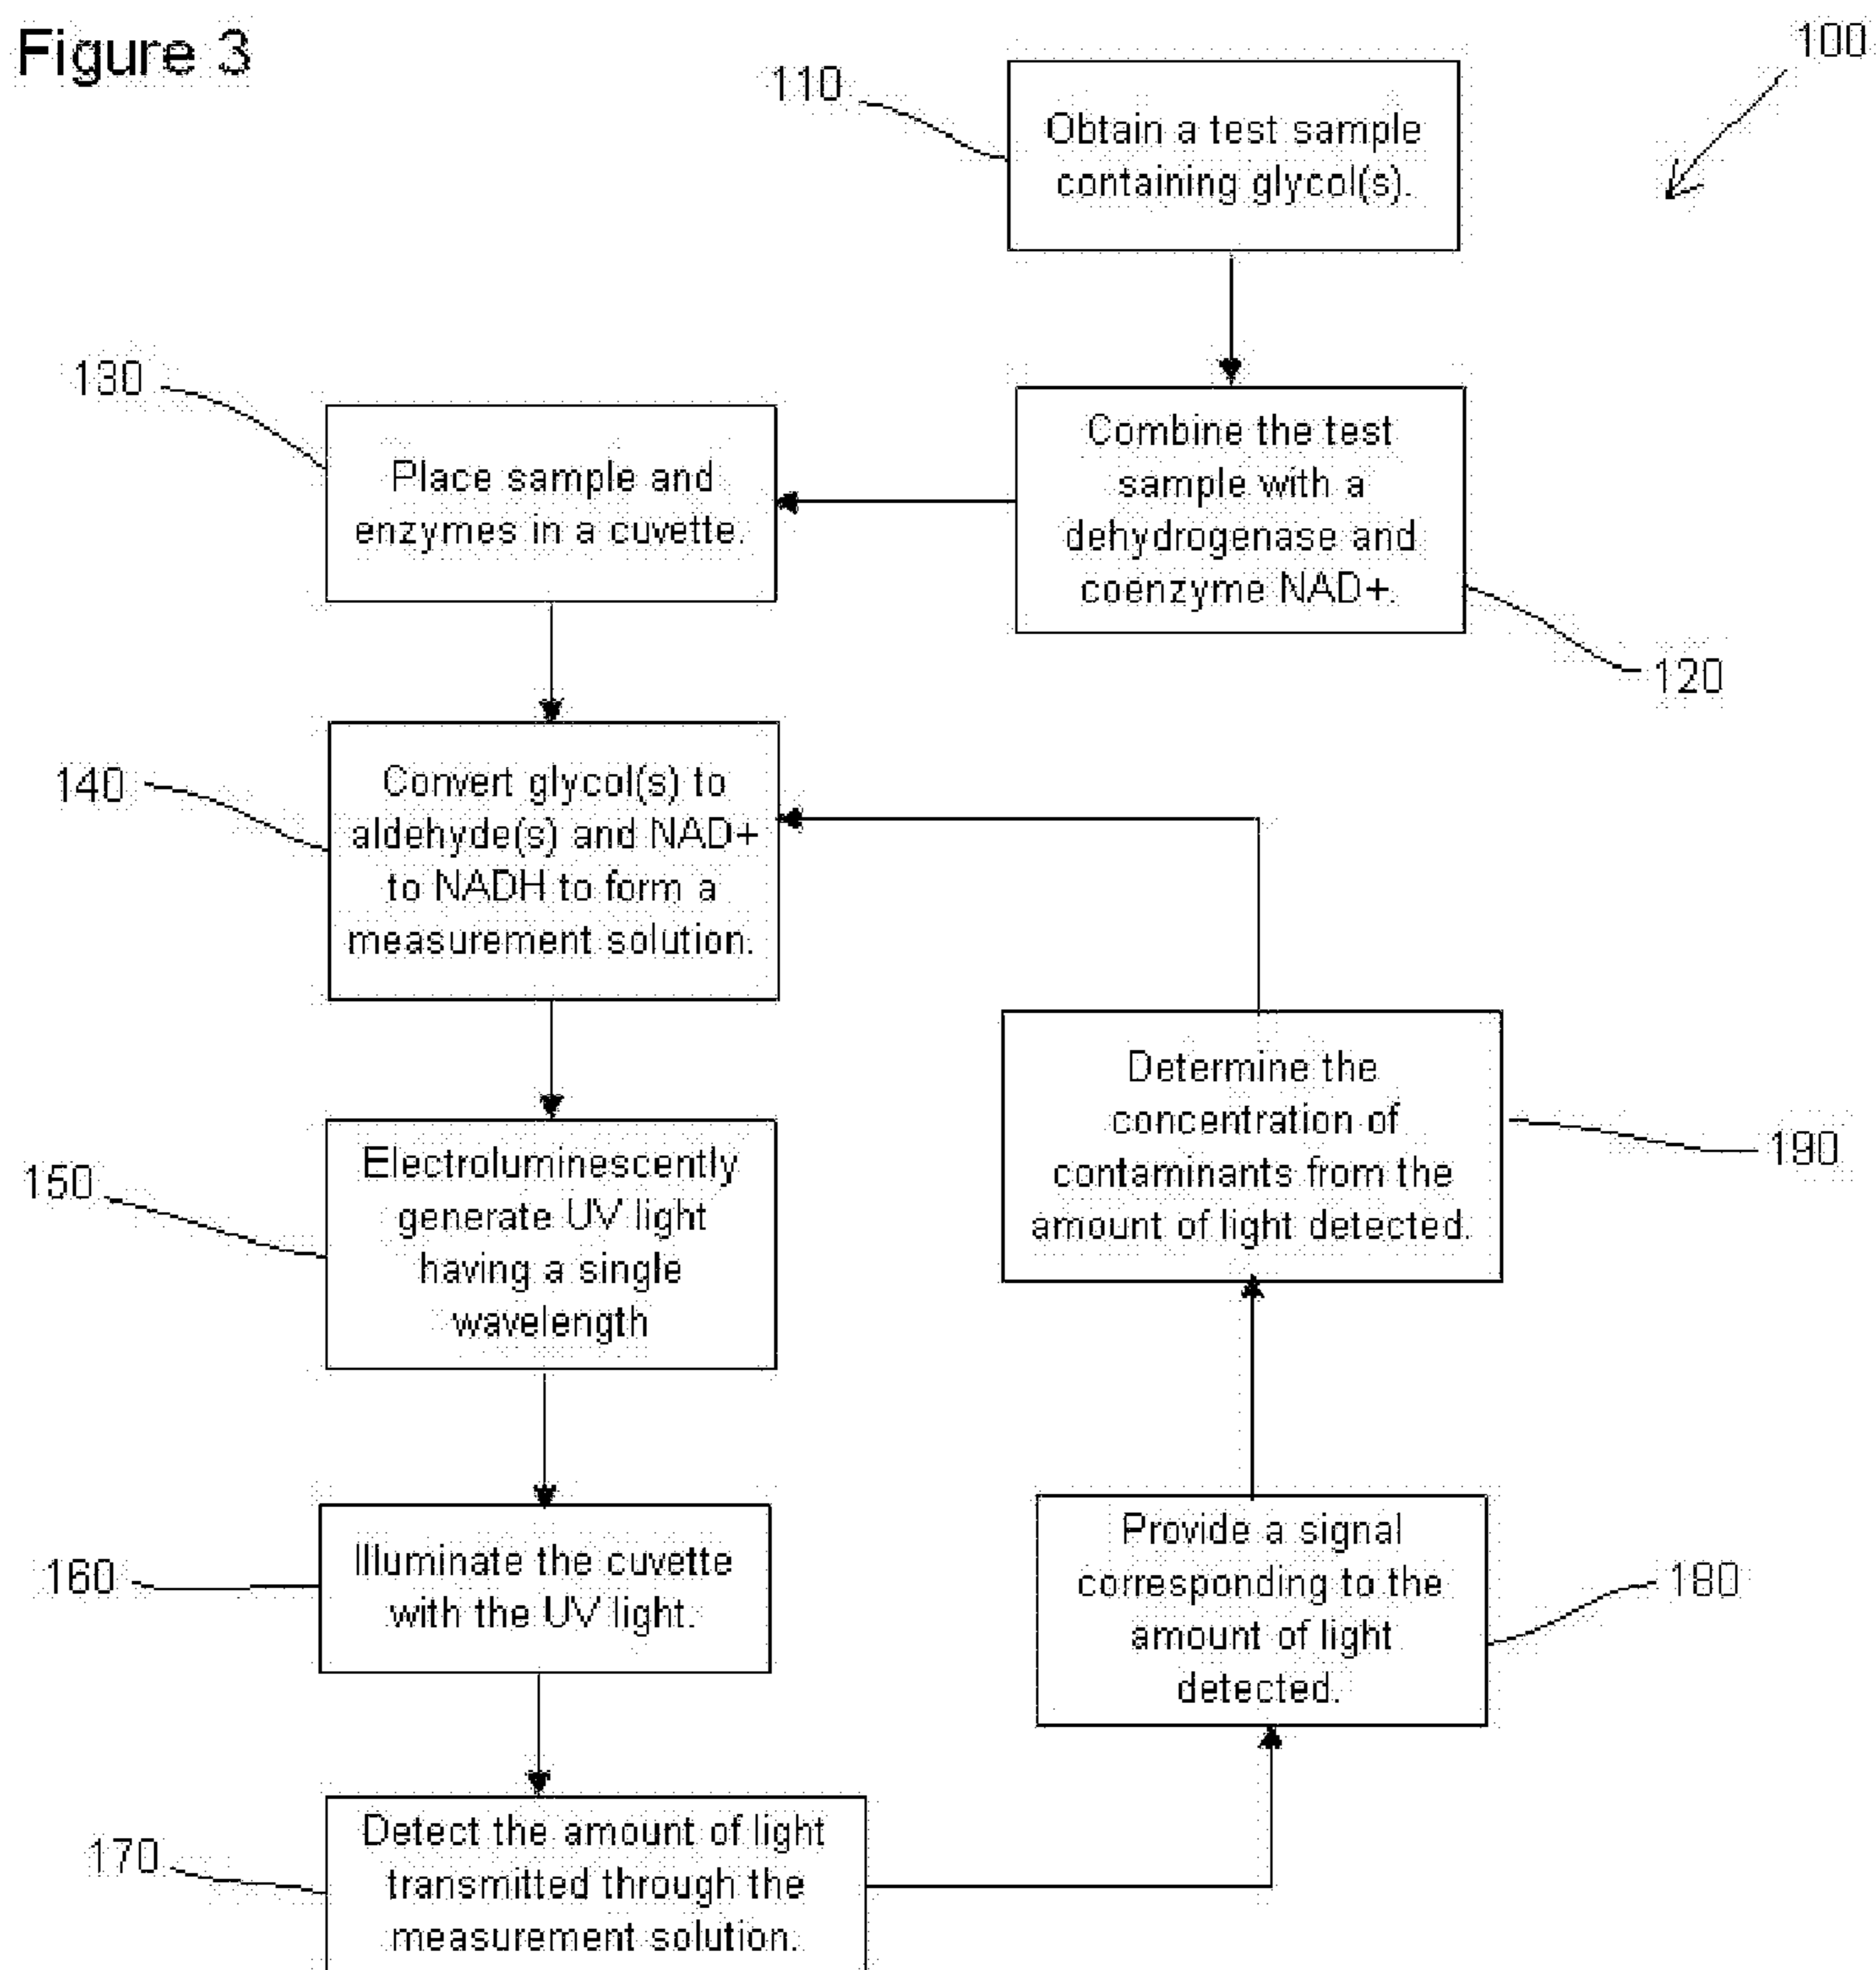 Figure 3
100
110
Obtain a test sample
containing glycol(s).
130
Place sample and
enzymes in a cuvette.
Combine the test
sample with a
dehydrogenase and
coenzyme NAD+.
120
140
Convert glycol(s) to
aldehyde(s) and NAD+
to NADH to form a
measurement solution.
150
Electroluminescently
generate UV light
having a single
wavelength
Determine the
concentration of
contaminants from the
amount of light detected.
190
160
Illuminate the cuvette
with the UV light.
Provide a signal
corresponding to the
amount of light
detected.
180
170
Detect the amount of light
transmitted through the
measurement solution.